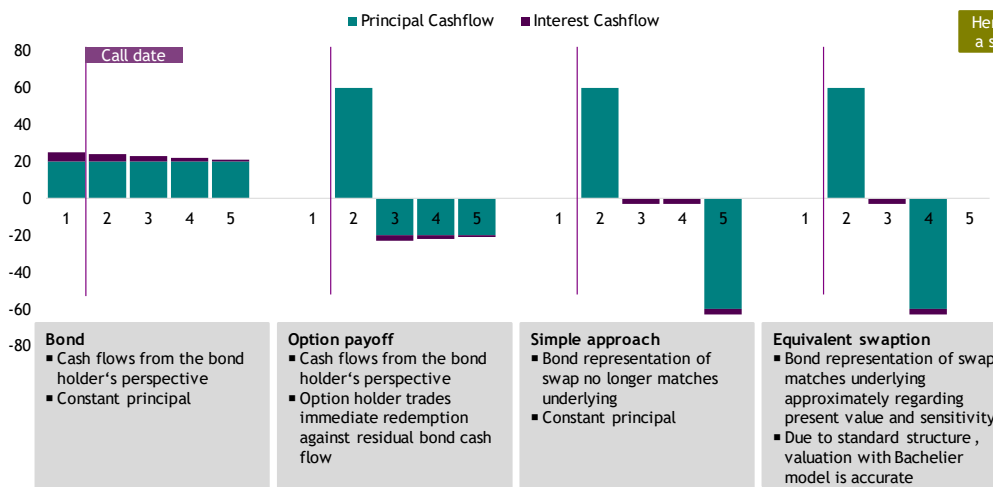 Principal Cashflow
Interest Cashflow
Her
a s
Call date
80
60
40
20
0
-20
-40
-60
-80
1
2
3
4
5
1
2
3
4
5
1
2
3
4
5
1
2
3
4
5
Bond
▪ Cash flows from the bond
holder‘s perspective
▪ Constant principal
Option payoff
▪ Cash flows from the bond
holder‘s perspective
▪ Option holder trades
immediate redemption
against residual bond cash
flow
Simple approach
▪ Bond representation of
swap no longer matches
underlying
▪ Constant principal
Equivalent swaption
▪ Bond representation of swap
matches underlying
approximately regarding
present value and sensitivity
▪ Due to standard structure ,
valuation with Bachelier
model is accurate